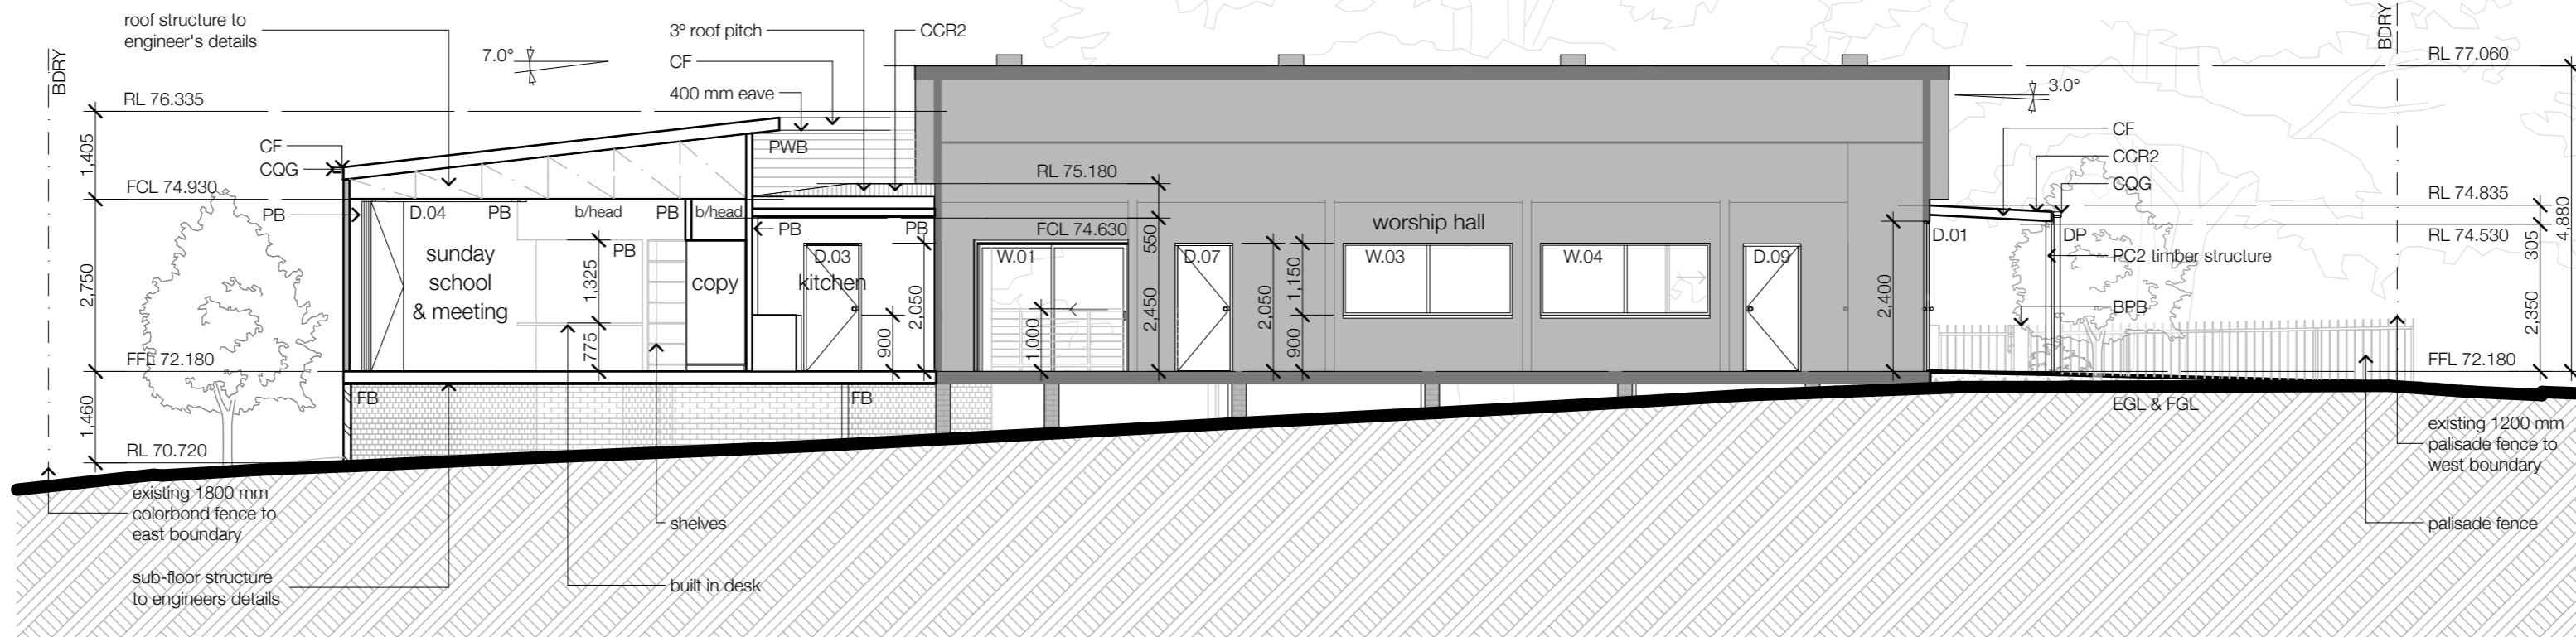 roof structure to
engineer's details
7.0°
3º roof pitch
CCR2
CF
400 mm eave
BDRY
BDRY
RL 77.060
3.0°
RL 76.335
1,405
CF
CQG
PWB
RL 75.180
CF
CCR2
CQG
RL 74.835
4,880
FCL 74.930
PB
D.04
PB
b/head
PB
b/head
PB
PB
FCL 74.630
550
worship hall
D.01
DP
RL 74.530
305
sunday
school
& meeting
PB
1,325
copy
D.03
kitchen
2,050
W.01
D.07
W.03
W.04
D.09
PC2 timber structure
2,750
775
900
1,000
2,450
2,050
1,150
900
2,400
BPB
2,350
FFL 72.180
FFL 72.180
FB
FB
EGL & FGL
1,460
RL 70.720
existing 1200 mm
palisade fence to
west boundary
existing 1800 mm
colorbond fence to
east boundary
shelves
palisade fence
sub-floor structure
to engineers details
built in desk